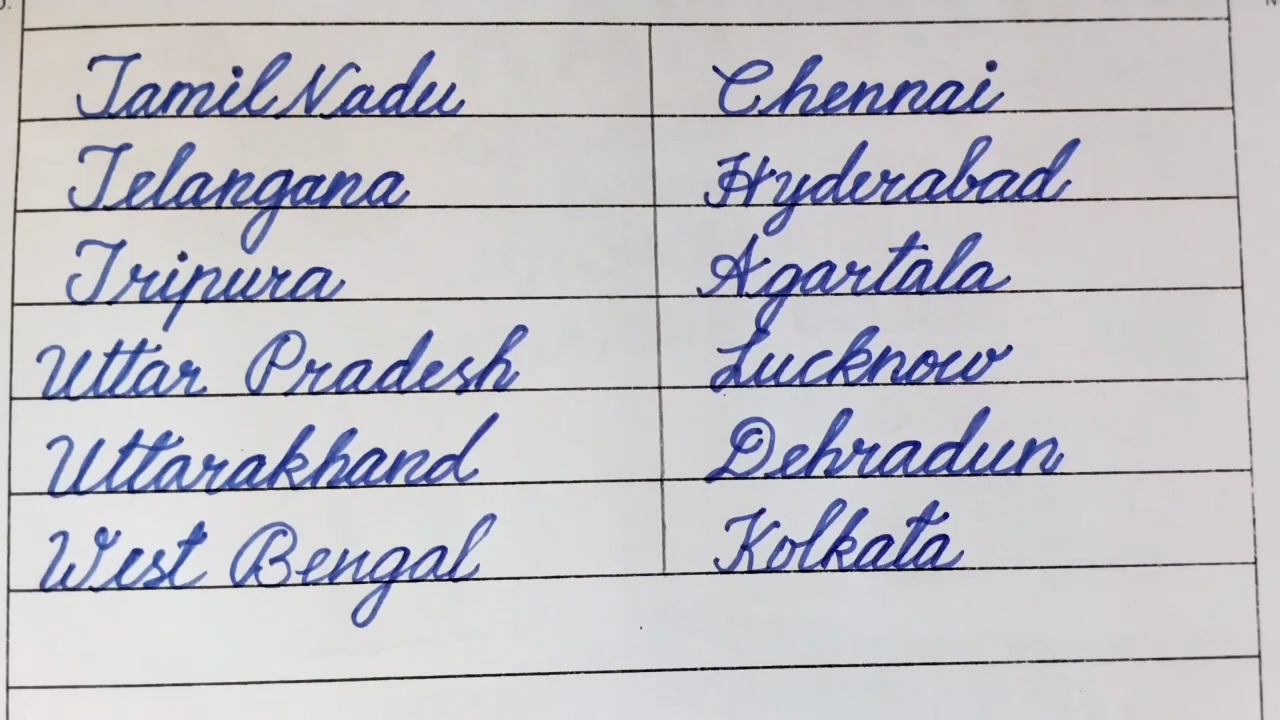 Tamil Nadu Chennai
Telangana Hyderabad
Tripura Agartala
Uttar Pradesh Lucknow
Uttarakhand Dehradun
West Bengal Kolkata